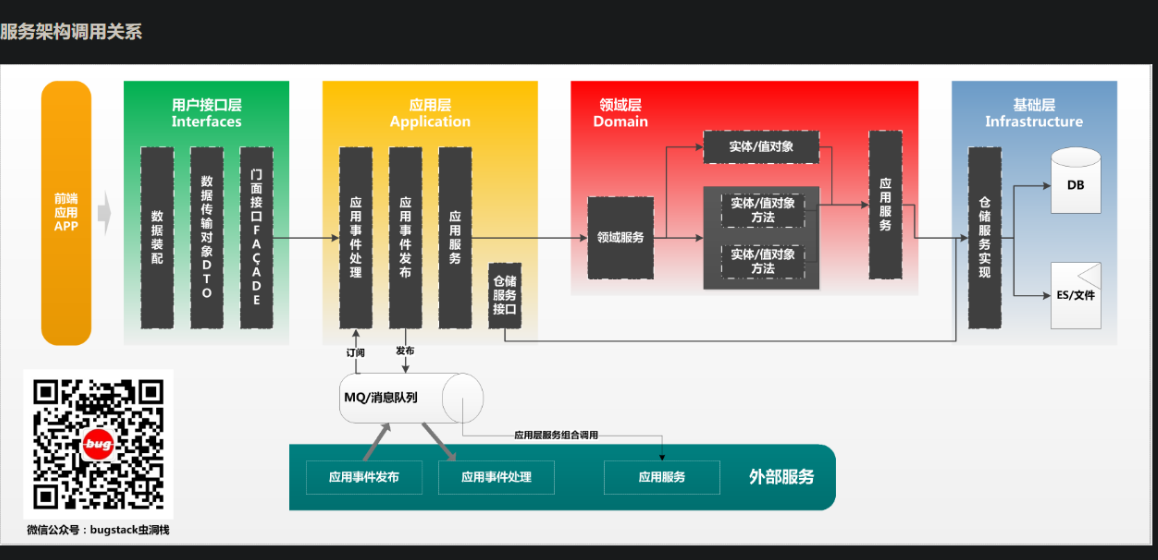 服务架构调用关系
前端
应用
APP
用户接口层
Interfaces
数据装配
数据传输对象DTO
门面接口FAÇADE
应用层
Application
应用事件处理
应用事件发布
应用服务
仓储
服务
接口
领域层
Domain
领域服务
实体/值对象
实体/值对象
方法
实体/值对象
方法
应用服务
基础层
Infrastructure
仓储服务实现
DB
ES/文件
订阅
发布
MQ/消息队列
应用层服务组合调用
应用事件发布
应用事件处理
应用服务
外部服务
bug
微信公众号：bugstack虫洞栈